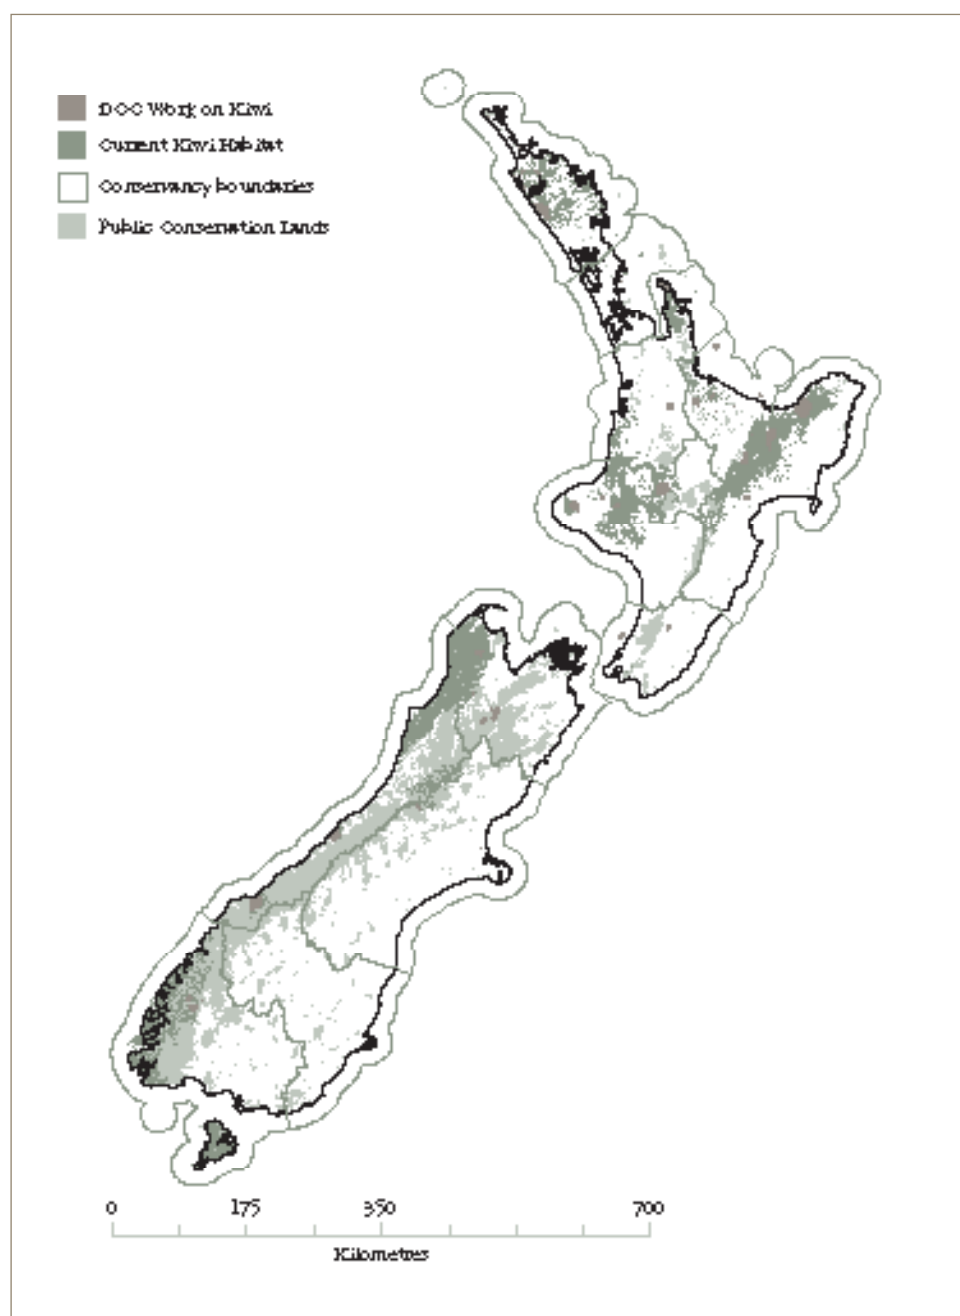 DOC Work on Kiwi
Current Kiwi Habitat
Conservancy boundaries
Public Conservation Lands
0 175 350 700
Kilometres